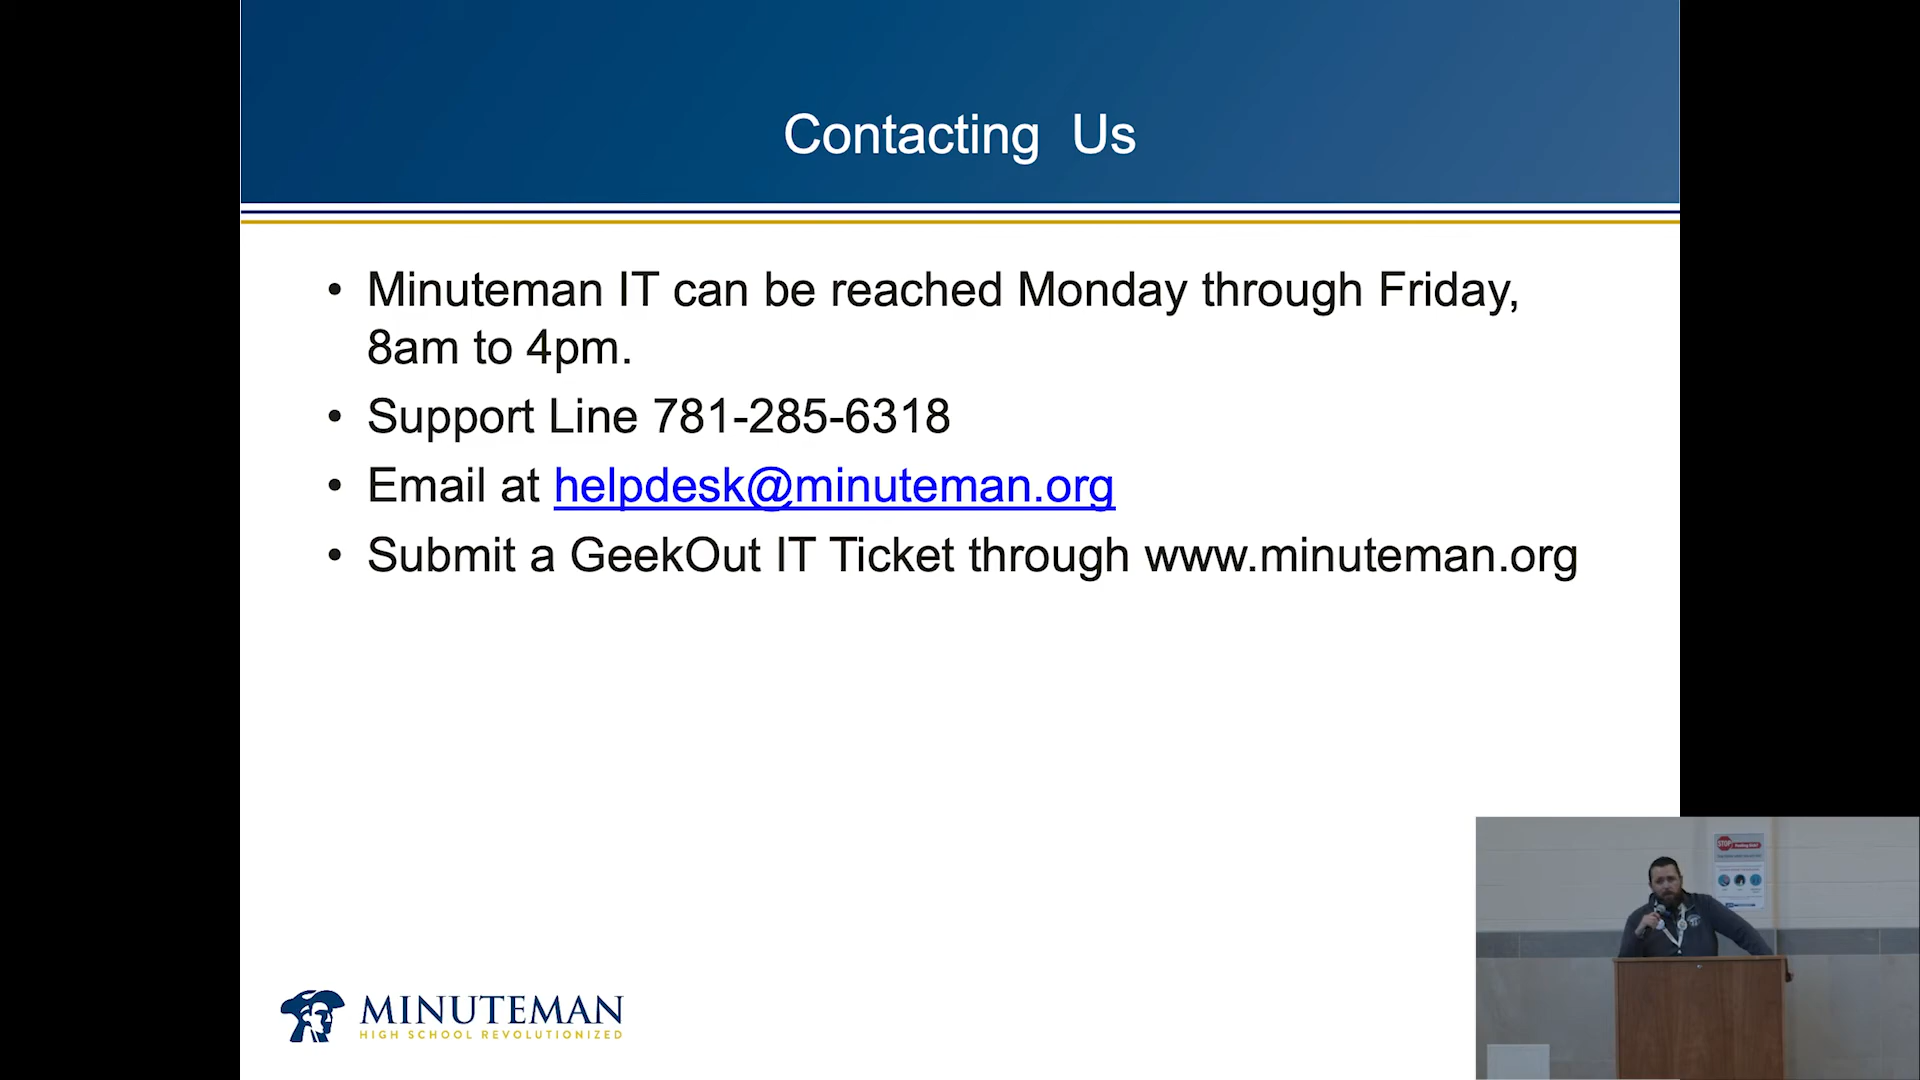 Contacting  Us
• Minuteman IT can be reached Monday through Friday,
8am to 4pm.
• Support Line 781-285-6318
• Email at helpdesk@minuteman.org
• Submit a GeekOut IT Ticket through www.minuteman.org
MINUTEMAN
HIGH SCHOOL REVOLUTIONIZED
STOP